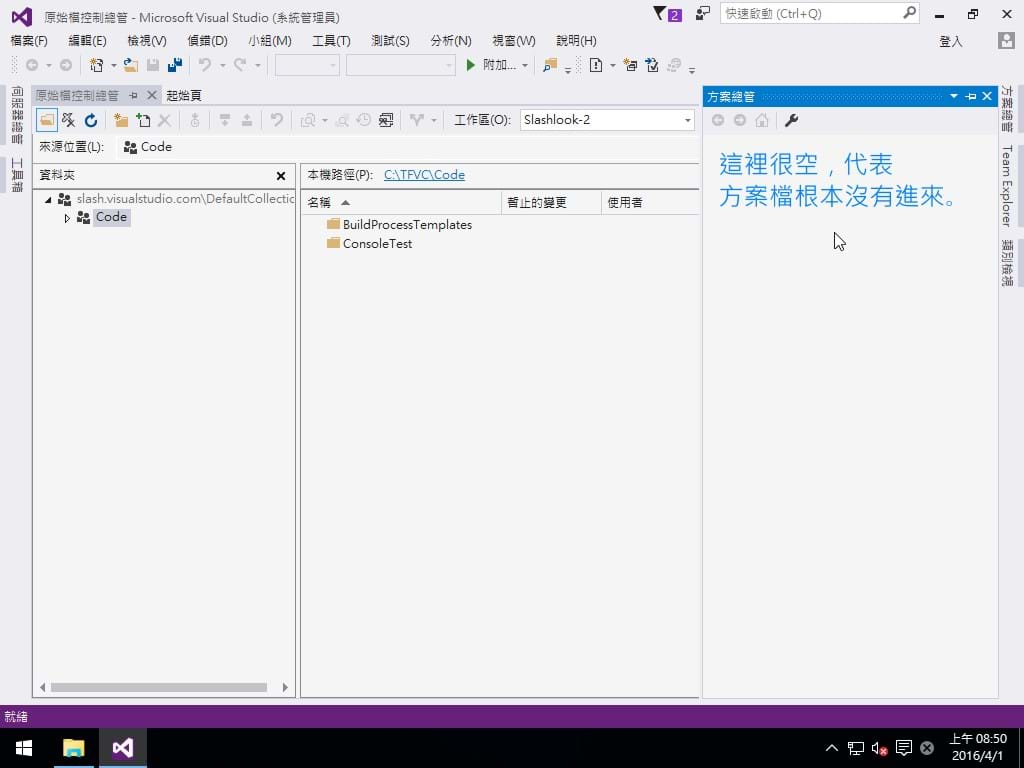 原始檔控制總管 - Microsoft Visual Studio (系統管理員)
2
快速啟動 (Ctrl+Q)
檔案(F) 編輯(E) 檢視(V) 偵錯(D) 小組(M) 工具(T) 測試(S) 分析(N) 視窗(W) 說明(H)
登入
附加...
伺服器總管
工具箱
原始檔控制總管
起始頁
工作區(O): Slashlook-2
來源位置(L): Code
資料夾
本機路徑(P): C:\TFVC\Code
slash.visualstudio.com\DefaultCollectic
Code
名稱 暫止的變更 使用者
BuildProcessTemplates
ConsoleTest
方案總管
這裡很空，代表
方案檔根本沒有進來。
方案總管
Team Explorer
類別檢視
就緒
上午 08:50
2016/4/1